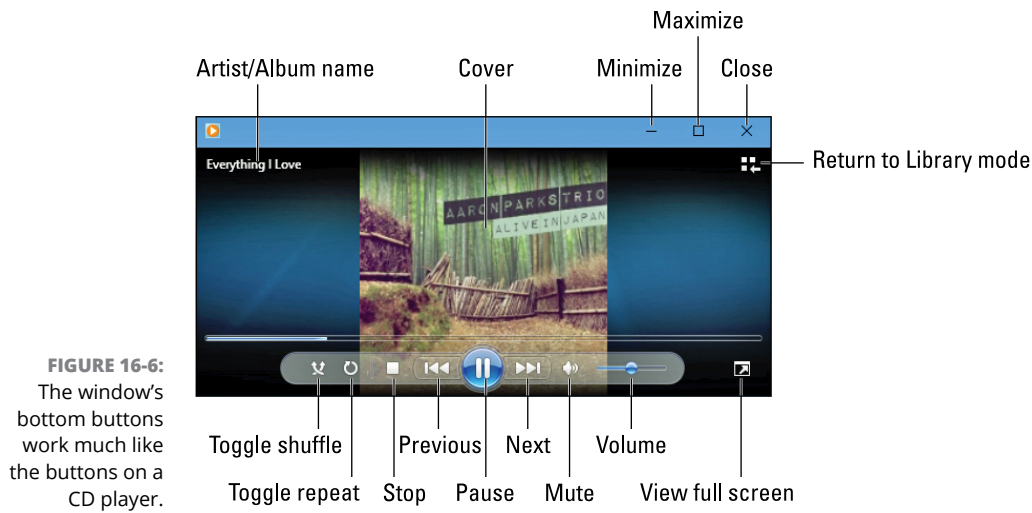 Maximize
Artist/Album name
Cover
Minimize
Close
Everything I Love
Return to Library mode
AARON PARKS TRIO
ALIVE IN JAPAN
FIGURE 16-6:
The window's
bottom buttons
work much like
the buttons on a
CD player.
Toggle shuffle
Previous
Next
Volume
Toggle repeat
Stop
Pause
Mute
View full screen